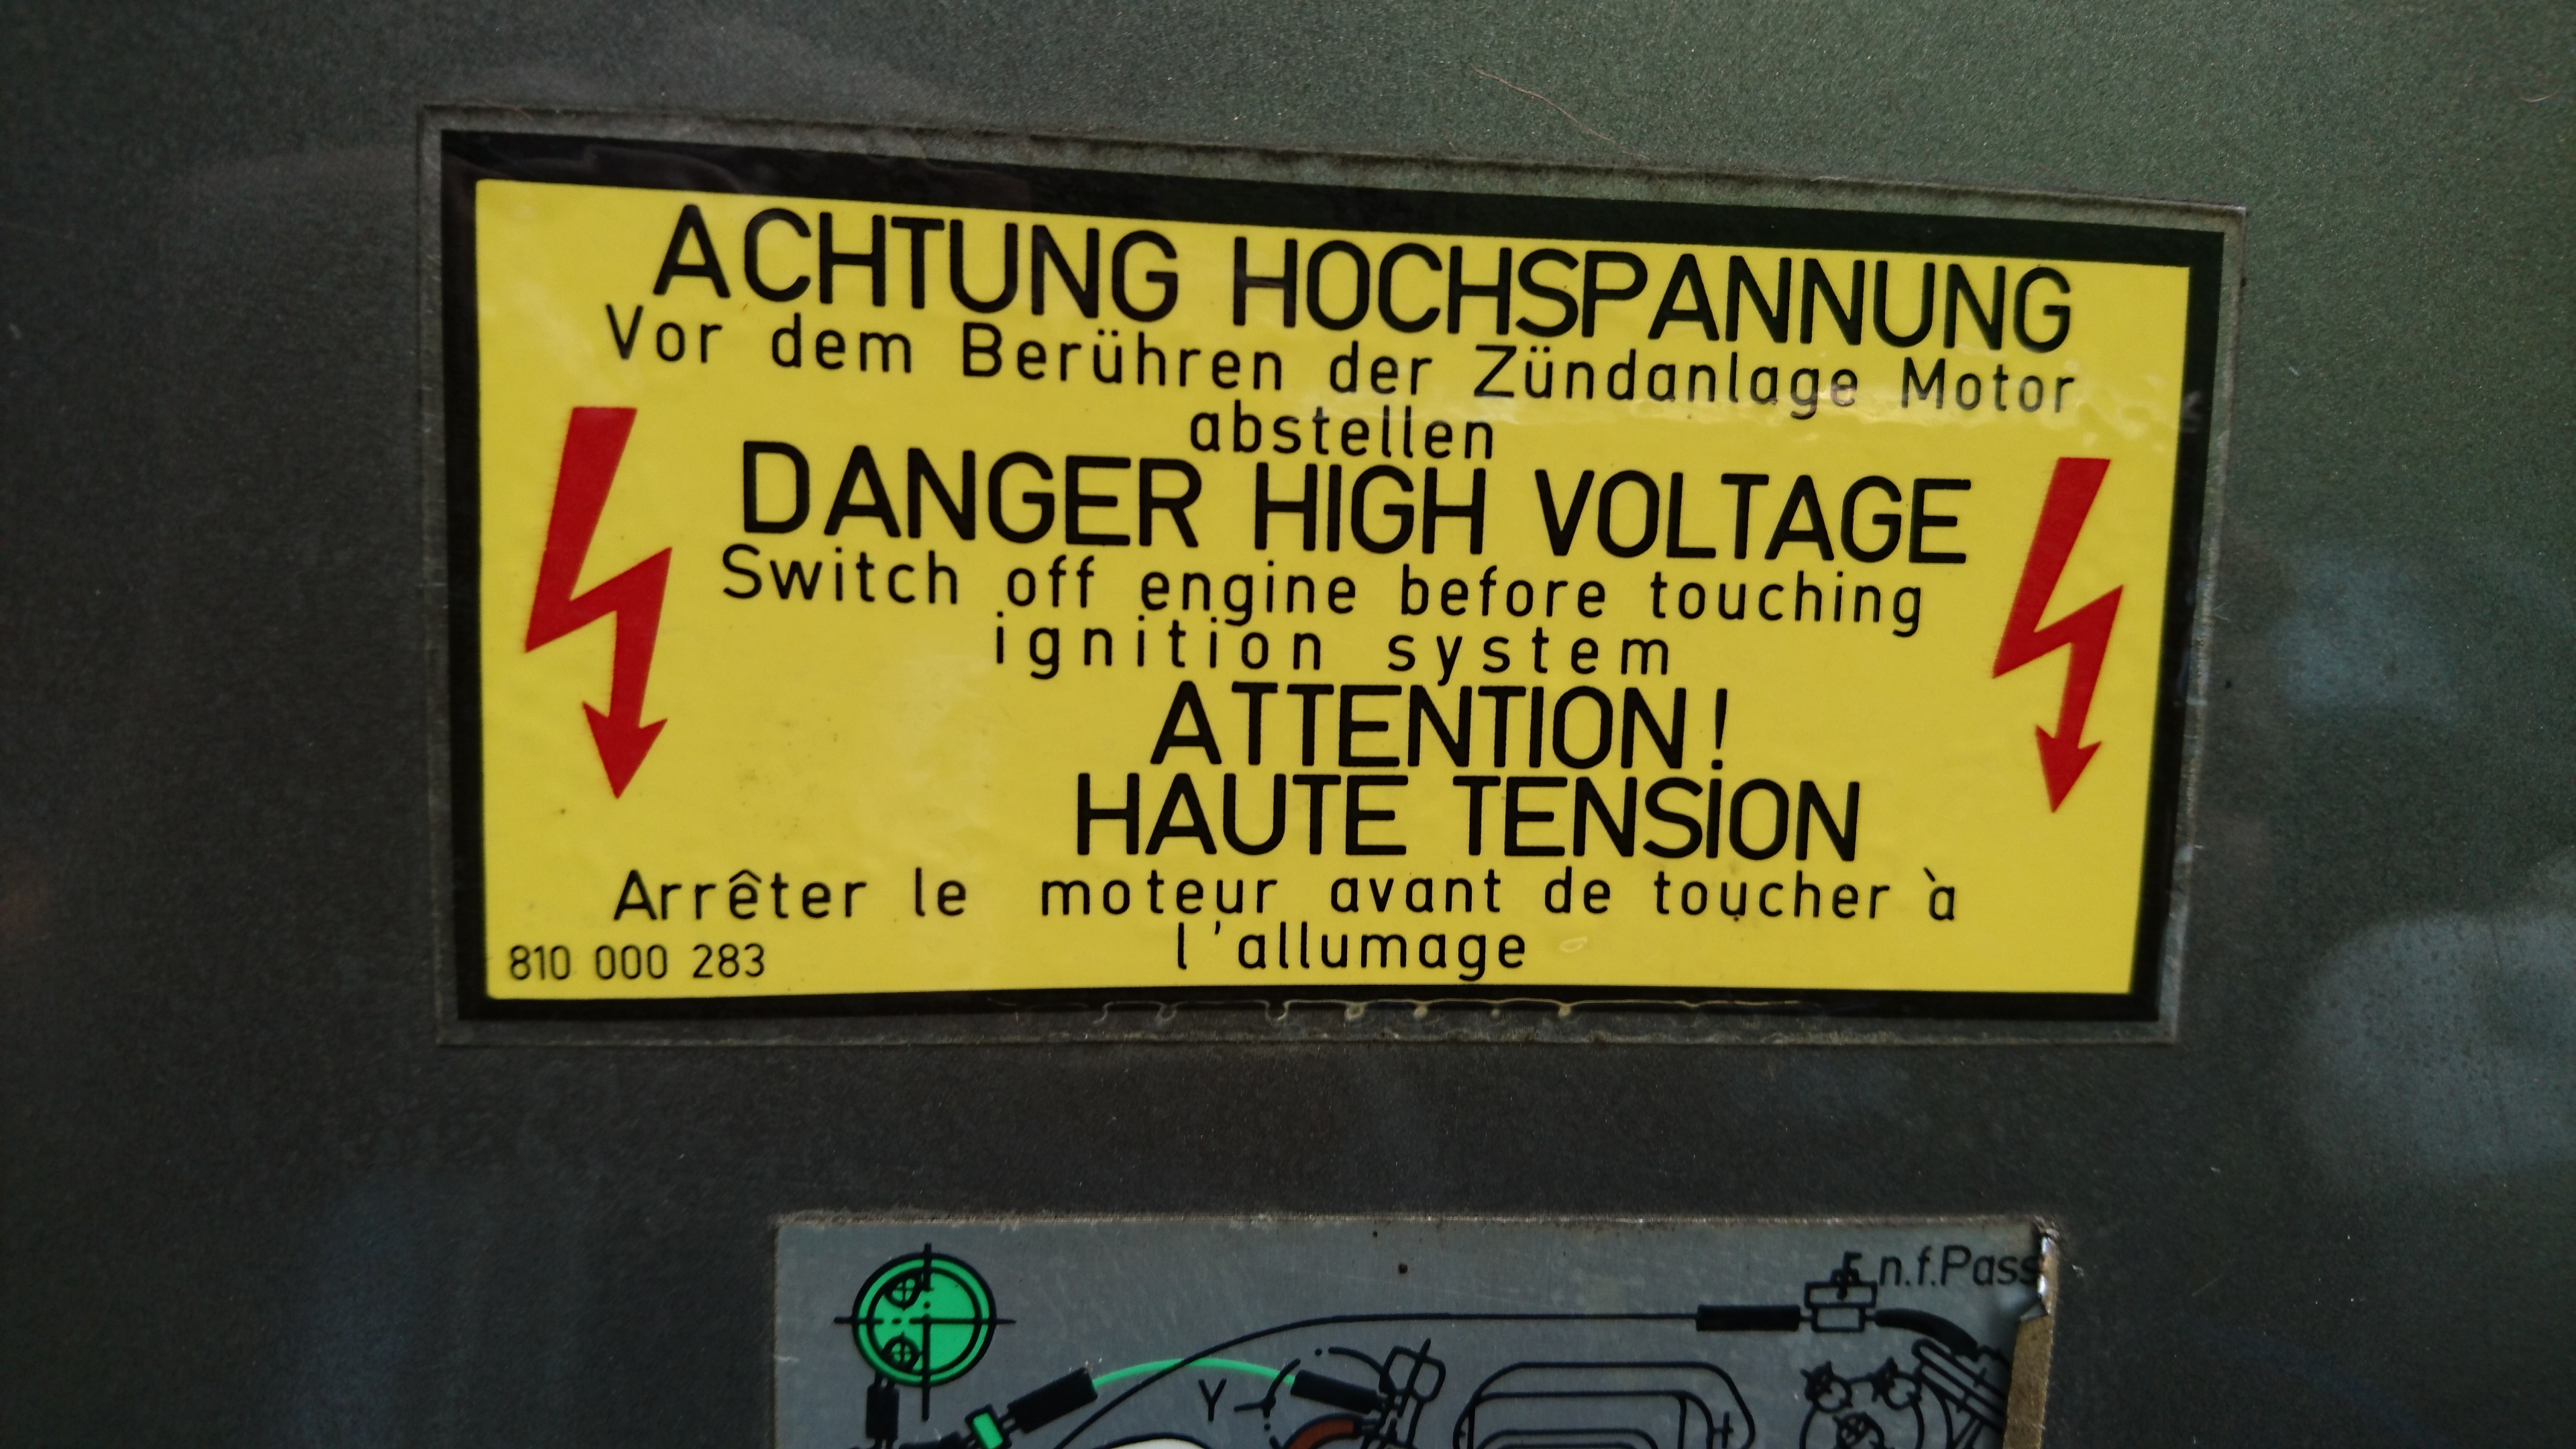 ACHTUNG HOCHSPANNUNG
Vor dem Berühren der Zündanlage Motor
abstellen
DANGER HIGH VOLTAGE
Switch off engine before touching
ignition system
ATTENTION!
HAUTE TENSION
Arrêter le moteur avant de toucher à
l'allumage
810 000 283
n.f.Pass
Y